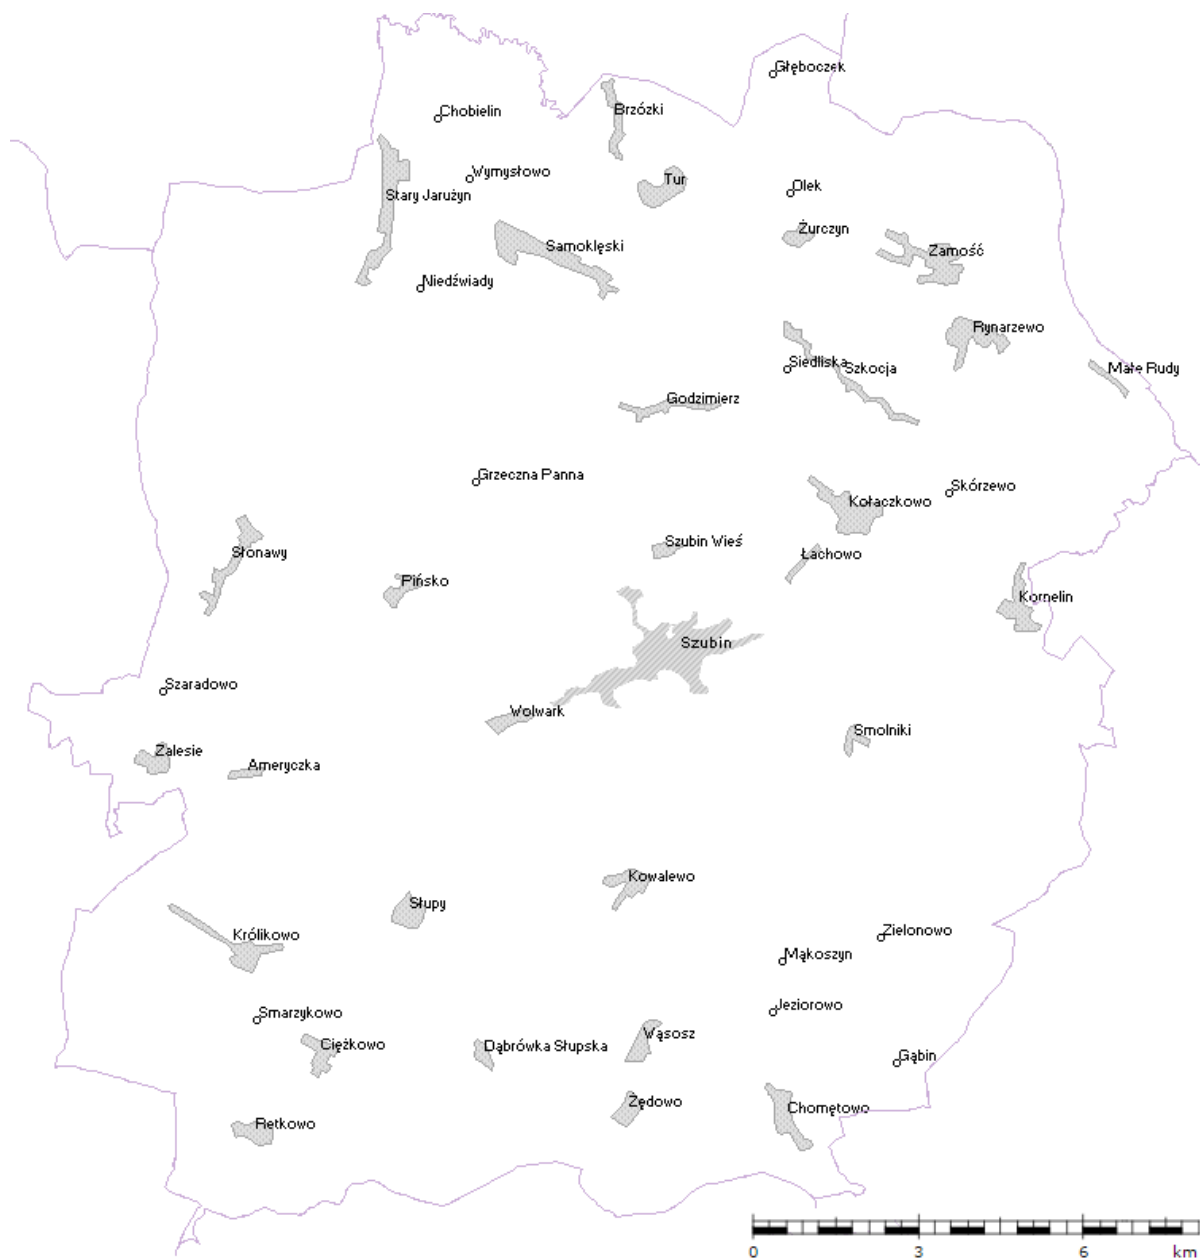 Głęboczek
Chobielin
Brzózki
Wymysłowo
Tur
Olek
Stary Jarużyn
Żurczyn
Samoklęski
Zamość
Niedźwiady
Rynarzewo
Siedliska
Szkocja
Małe Rudy
Godzimierz
Grzeczna Panna
Skórzewo
Kołaczkowo
Szubin Wieś
Słonawy
Łachowo
Pińsko
Kornelin
Szubin
Szaradowo
Wolwark
Smolniki
Zalesie
Ameryczka
Kowalewo
Słupy
Zielonowo
Królikowo
Mąkoszyn
Jeziorowo
Smarzykowo
Wąsosz
Ciężkowo
Dąbrówka Słupska
Gąbin
Żędowo
Chomętowo
Retkowo
0 3 6 km